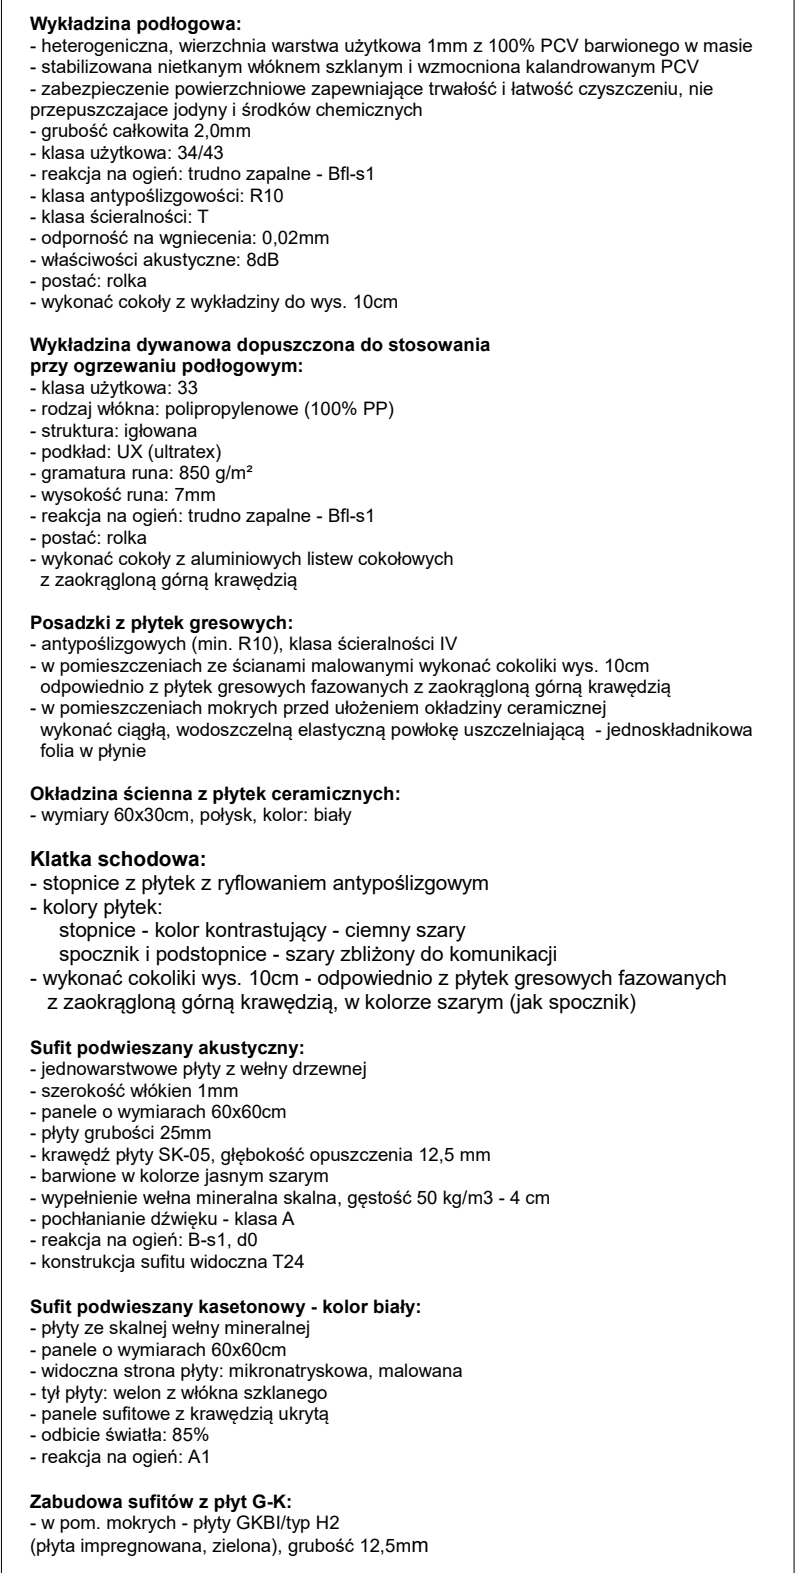 Wykładzina podłogowa:
- heterogeniczna, wierzchnia warstwa użytkowa 1mm z 100% PCV barwionego w masie
- stabilizowana nietkanym włóknem szklanym i wzmocniona kalandrowanym PCV
- zabezpieczenie powierzchniowe zapewniające trwałość i łatwość czyszczeniu, nie
przepuszczajace jodyny i środków chemicznych
- grubość całkowita 2,0mm
- klasa użytkowa: 34/43
- reakcja na ogień: trudno zapalne - Bfl-s1
- klasa antypoślizgowości: R10
- klasa ścieralności: T
- odporność na wgniecenia: 0,02mm
- właściwości akustyczne: 8dB
- postać: rolka
- wykonać cokoły z wykładziny do wys. 10cm
Wykładzina dywanowa dopuszczona do stosowania
przy ogrzewaniu podłogowym:
- klasa użytkowa: 33
- rodzaj włókna: polipropylenowe (100% PP)
- struktura: igłowana
- podkład: UX (ultratex)
- gramatura runa: 850 g/m²
- wysokość runa: 7mm
- reakcja na ogień: trudno zapalne - Bfl-s1
- postać: rolka
- wykonać cokoły z aluminiowych listew cokołowych
z zaokrągloną górną krawędzią
Posadzki z płytek gresowych:
- antypoślizgowych (min. R10), klasa ścieralności IV
- w pomieszczeniach ze ścianami malowanymi wykonać cokoliki wys. 10cm
odpowiednio z płytek gresowych fazowanych z zaokrągloną górną krawędzią
- w pomieszczeniach mokrych przed ułożeniem okładziny ceramicznej
wykonać ciągłą, wodoszczelną elastyczną powłokę uszczelniającą - jednoskładnikowa
folia w płynie
Okładzina ścienna z płytek ceramicznych:
- wymiary 60x30cm, połysk, kolor: biały
Klatka schodowa:
- stopnice z płytek z ryflowaniem antypoślizgowym
- kolory płytek:
stopnice - kolor kontrastujący - ciemny szary
spocznik i podstopnice - szary zbliżony do komunikacji
- wykonać cokoliki wys. 10cm - odpowiednio z płytek gresowych fazowanych
z zaokrągloną górną krawędzią, w kolorze szarym (jak spocznik)
Sufit podwieszany akustyczny:
- jednowarstwowe płyty z wełny drzewnej
- szerokość włókien 1mm
- panele o wymiarach 60x60cm
- płyty grubości 25mm
- krawędź płyty SK-05, głębokość opuszczenia 12,5 mm
- barwione w kolorze jasnym szarym
- wypełnienie wełna mineralna skalna, gęstość 50 kg/m3 - 4 cm
- pochłanianie dźwięku - klasa A
- reakcja na ogień: B-s1, d0
- konstrukcja sufitu widoczna T24
Sufit podwieszany kasetonowy - kolor biały:
- płyty ze skalnej wełny mineralnej
- panele o wymiarach 60x60cm
- widoczna strona płyty: mikronatryskowa, malowana
- tył płyty: welon z włókna szklanego
- panele sufitowe z krawędzią ukrytą
- odbicie światła: 85%
- reakcja na ogień: A1
Zabudowa sufitów z płyt G-K:
- w pom. mokrych - płyty GKBI/typ H2
(płyta impregnowana, zielona), grubość 12,5mm